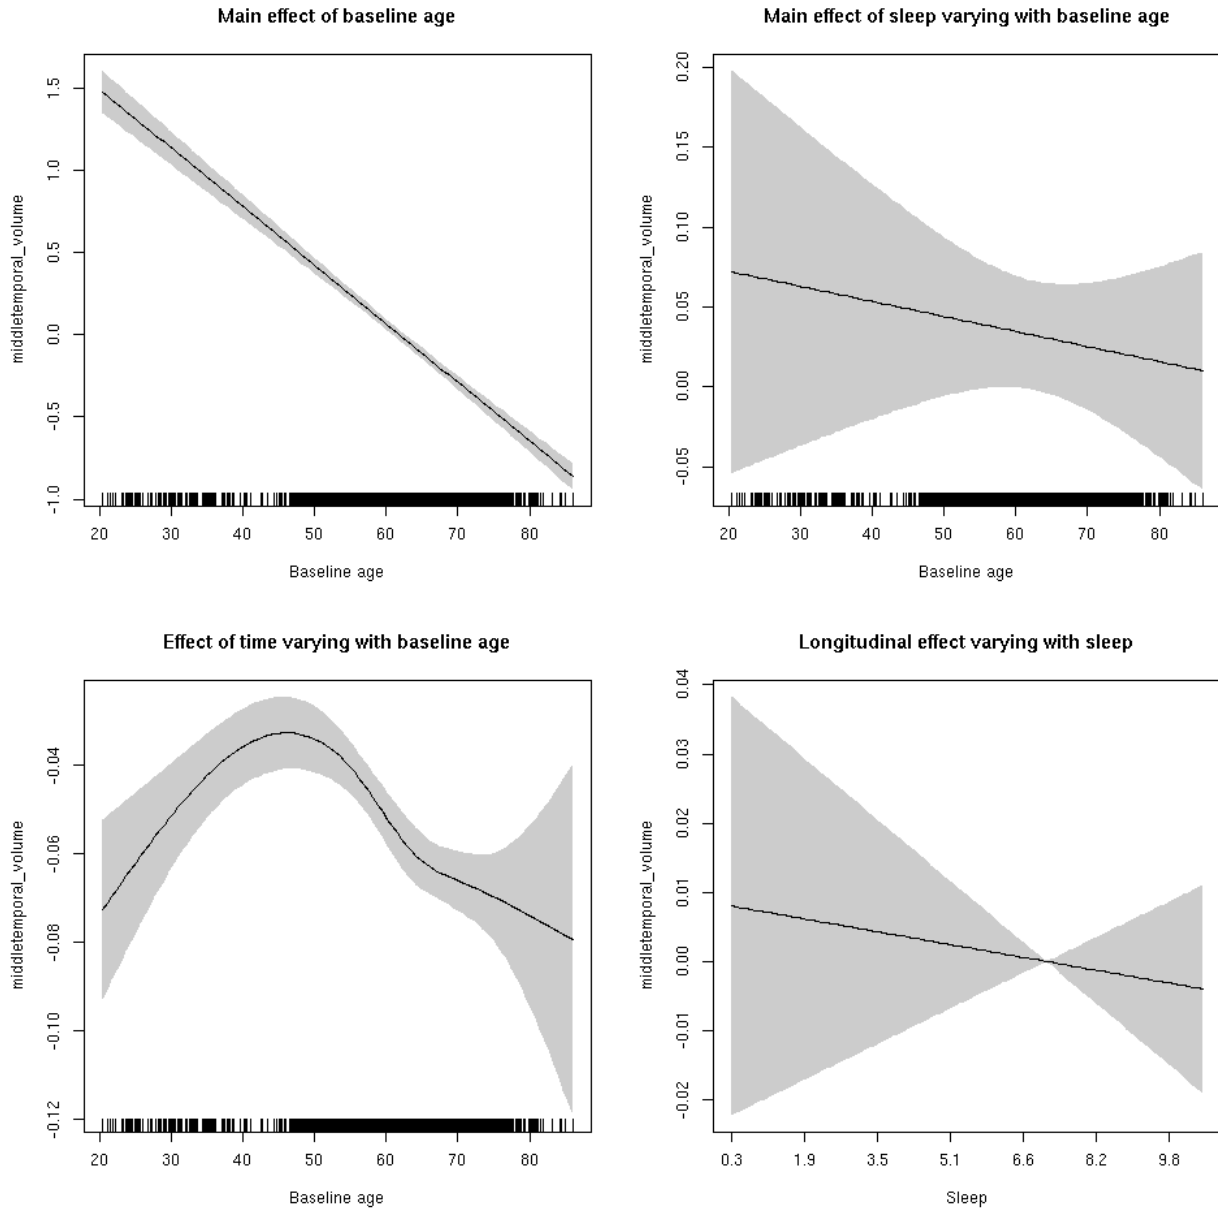 Main effect of baseline age
middletemporal_volume
1.5
1.0
0.5
0.0
-0.5
-1.0
20 30 40 50 60 70 80
Baseline age
Main effect of sleep varying with baseline age
middletemporal_volume
0.20
0.15
0.10
0.05
0.00
-0.05
20 30 40 50 60 70 80
Baseline age
Effect of time varying with baseline age
middletemporal_volume
-0.04
-0.06
-0.08
-0.10
-0.12
20 30 40 50 60 70 80
Baseline age
Longitudinal effect varying with sleep
middletemporal_volume
0.04
0.03
0.02
0.01
0.00
-0.01
-0.02
0.3 1.9 3.5 5.1 6.6 8.2 9.8
Sleep